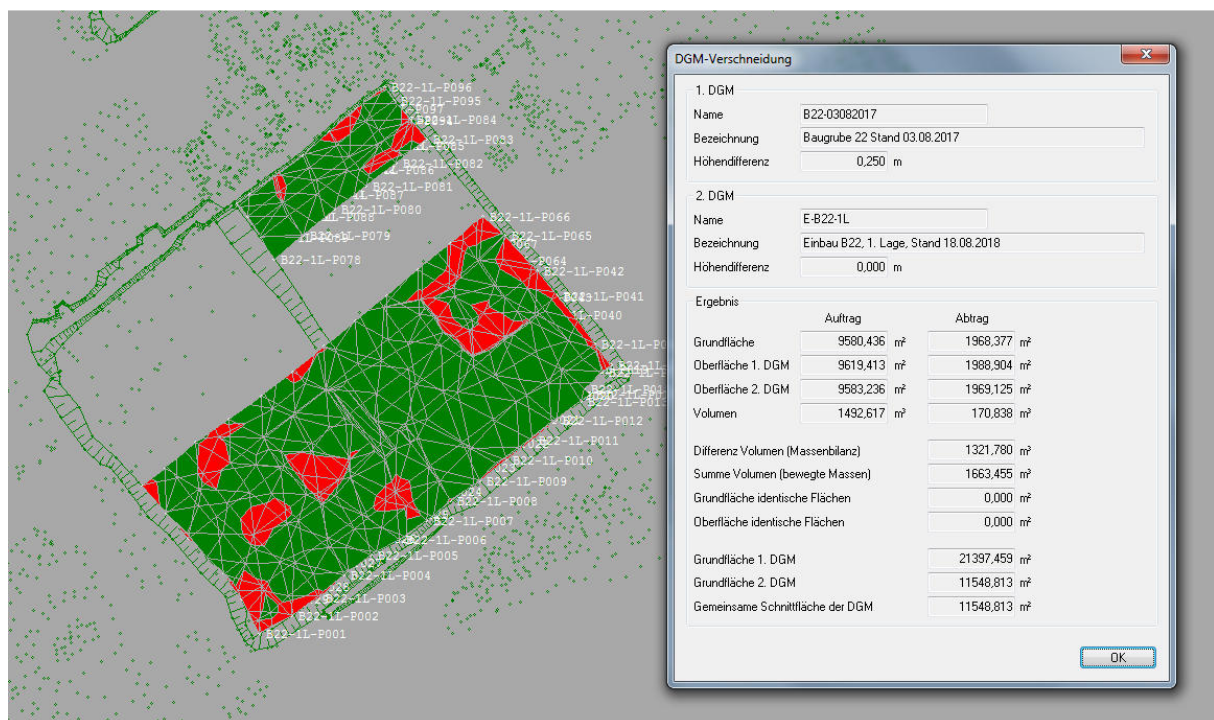 B22-1L-P096
B22-1L-P095
P097
B22-1L-P084
B22-1L-P083
B22-1L-P082
B22-1L-P081
B22-1L-P080
B22-1L-P079
B22-1L-P078
B22-1L-P066
B22-1L-P065
P064
B22-1L-P042
1L-P041
1L-P040
B22-1L-P012
B22-1L-P011
B22-1L-P010
B22-1L-P009
B22-1L-P008
B22-1L-P007
B22-1L-P006
B22-1L-P005
B22-1L-P004
B22-1L-P003
B22-1L-P002
B22-1L-P001
DGM-Verschneidung
1. DGM
Name B22-03082017
Bezeichnung Baugrube 22 Stand 03.08.2017
Höhendifferenz 0,250 m
2. DGM
Name E-B22-1L
Bezeichnung Einbau B22, 1. Lage, Stand 18.08.2018
Höhendifferenz 0,000 m
Ergebnis
Auftrag Abtrag
Grundfläche 9580,436 m² 1968,377 m²
Oberfläche 1. DGM 9619,413 m² 1988,904 m²
Oberfläche 2. DGM 9583,236 m² 1969,125 m²
Volumen 1492,617 m³ 170,838 m³
Differenz Volumen (Massenbilanz) 1321,780 m³
Summe Volumen (bewegte Massen) 1663,455 m³
Grundfläche identische Flächen 0,000 m²
Oberfläche identische Flächen 0,000 m²
Grundfläche 1. DGM 21397,459 m²
Grundfläche 2. DGM 11548,813 m²
Gemeinsame Schnittfläche der DGM 11548,813 m²
OK